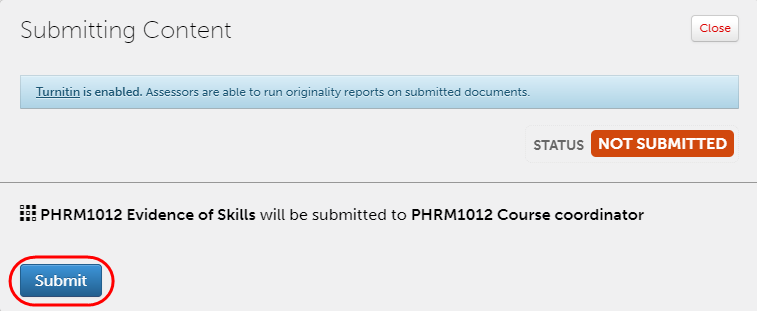 Submitting Content
Close
Turnitin is enabled. Assessors are able to run originality reports on submitted documents.
STATUS NOT SUBMITTED
PHRM1012 Evidence of Skills will be submitted to PHRM1012 Course coordinator
Submit